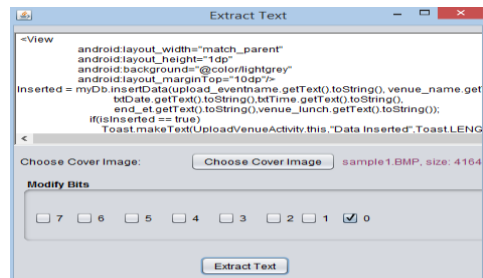 Extract Text
<View
android:layout_width="match_parent"
android:layout_height="1dp"
android:background="@color/lightgrey"
android:layout_marginTop="10dp"/>
Inserted = myDb.insertData(upload_eventname.getText().toString(), venue_name.get
txtDate.getText().toString(),txtTime.getText().toString(),
end_et.getText().toString(),venue_lunch.getText().toString());
if(isInserted == true)
Toast.makeText(UploadVenueActivity.this,"Data Inserted",Toast.LENG
Choose Cover Image: Choose Cover Image sample1.BMP, size: 4164
Modify Bits
7 6 5 4 3 2 1 0
Extract Text